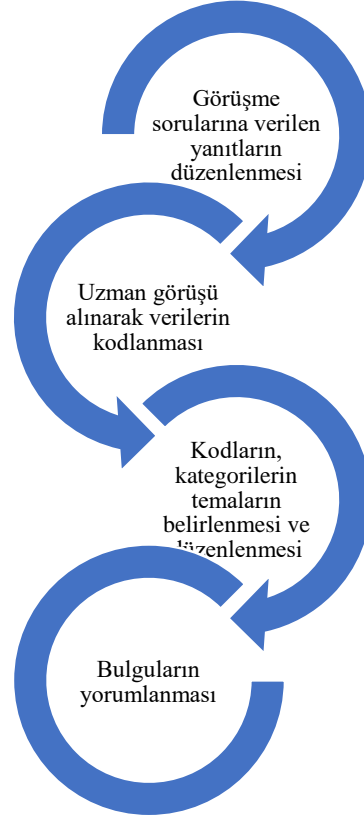 Görüşme
sorularına verilen
yanıtların
düzenlenmesi
Uzman görüşü
alınarak verilerin
kodlanması
Kodların,
kategorilerin
temaların
belirlenmesi ve
düzenlenmesi
Bulguların
yorumlanması